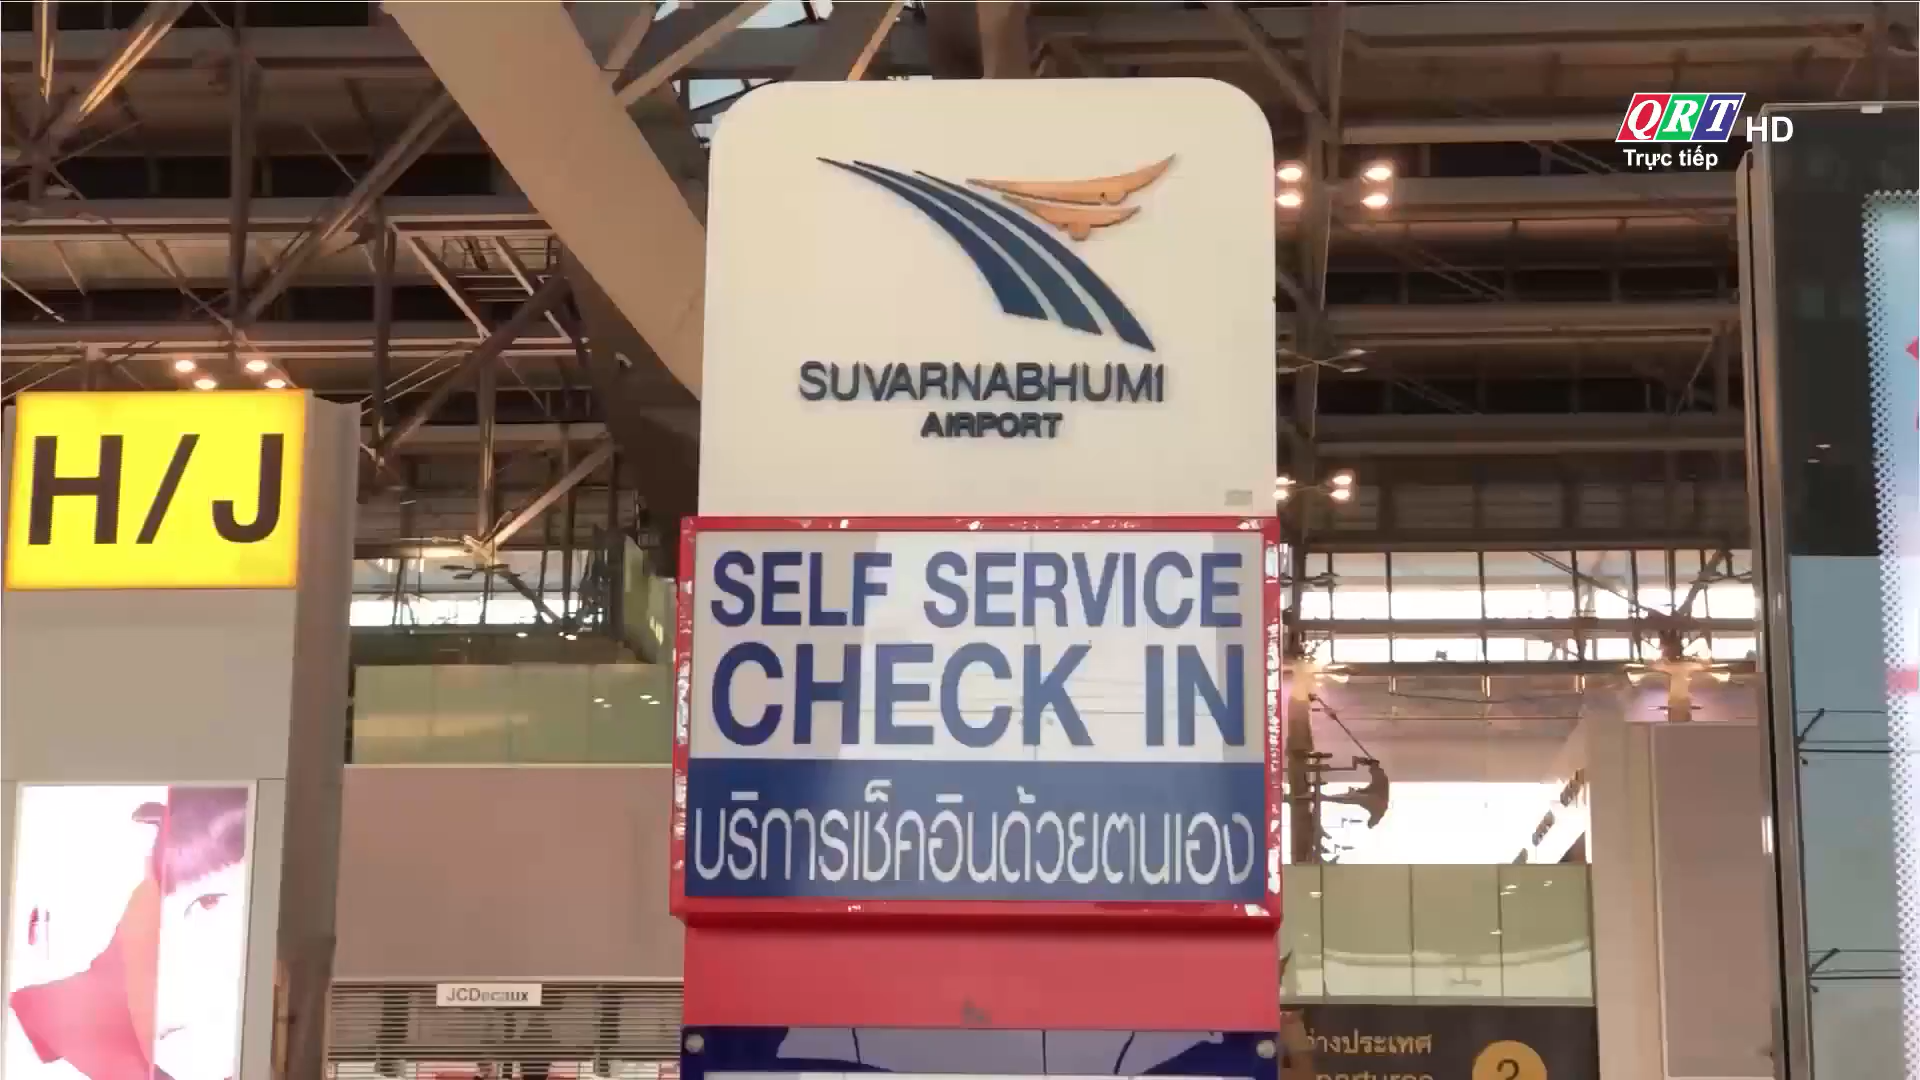 QRT HD
Trực tiếp
SUVARNABHUMI
AIRPORT
H/J
SELF SERVICE
CHECK IN
บริการเช็คอินด้วยตนเอง
JCDecaux
2